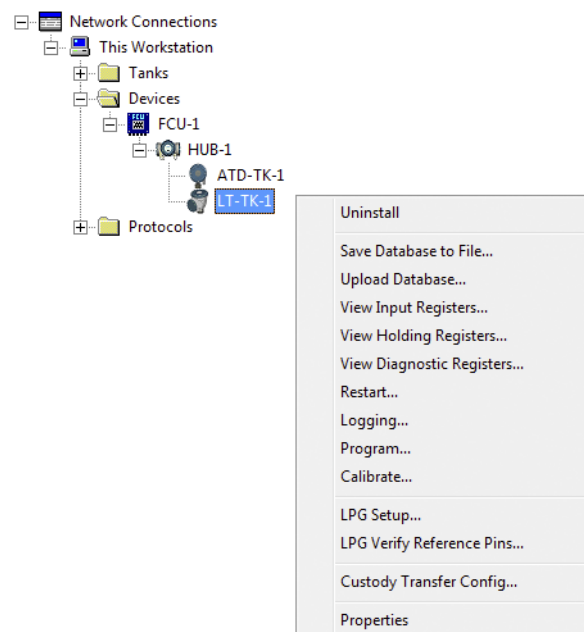 Network Connections
This Workstation
Tanks
Devices
FCU
FCU-1
HUB-1
ATD-TK-1
LT-TK-1
Protocols
Uninstall
Save Database to File...
Upload Database...
View Input Registers...
View Holding Registers...
View Diagnostic Registers...
Restart...
Logging...
Program...
Calibrate...
LPG Setup...
LPG Verify Reference Pins...
Custody Transfer Config...
Properties